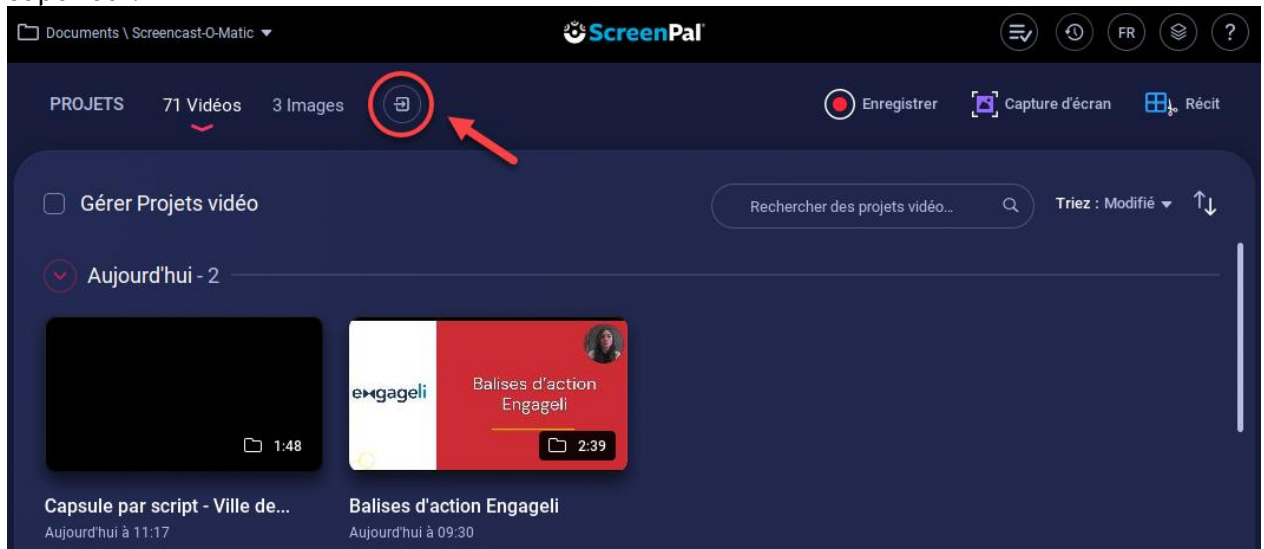 Documents \ Screencast-O-Matic
ScreenPal
FR
?
PROJETS 71 Vidéos 3 Images
Enregistrer Capture d'écran Récit
Gérer Projets vidéo
Rechercher des projets vidéo...
Triez : Modifié
Aujourd'hui - 2
engageli
Balises d'action
Engageli
1:48
2:39
Capsule par script - Ville de...
Aujourd'hui à 11:17
Balises d'action Engageli
Aujourd'hui à 09:30